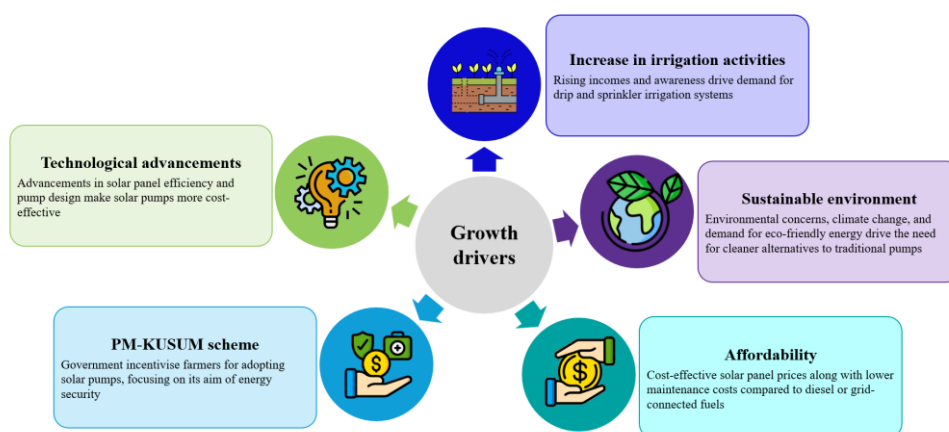 Increase in irrigation activities
Rising incomes and awareness drive demand for
drip and sprinkler irrigation systems
Technological advancements
Advancements in solar panel efficiency and
pump design make solar pumps more cost-
effective
Growth
drivers
Sustainable environment
Environmental concerns, climate change, and
demand for eco-friendly energy drive the need
for cleaner alternatives to traditional pumps
PM-KUSUM scheme
Government incentivise farmers for adopting
solar pumps, focusing on its aim of energy
security
Affordability
Cost-effective solar panel prices along with lower
maintenance costs compared to diesel or grid-
connected fuels